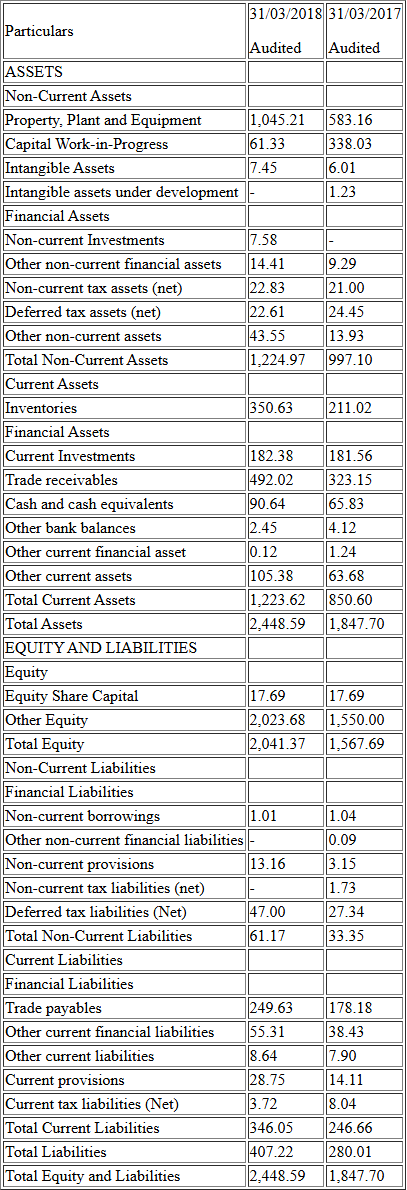 Particulars 31/03/2018 31/03/2017
Audited Audited
ASSETS
Non-Current Assets
Property, Plant and Equipment 1,045.21 583.16
Capital Work-in-Progress 61.33 338.03
Intangible Assets 7.45 6.01
Intangible assets under development - 1.23
Financial Assets
Non-current Investments 7.58 -
Other non-current financial assets 14.41 9.29
Non-current tax assets (net) 22.83 21.00
Deferred tax assets (net) 22.61 24.45
Other non-current assets 43.55 13.93
Total Non-Current Assets 1,224.97 997.10
Current Assets
Inventories 350.63 211.02
Financial Assets
Current Investments 182.38 181.56
Trade receivables 492.02 323.15
Cash and cash equivalents 90.64 65.83
Other bank balances 2.45 4.12
Other current financial asset 0.12 1.24
Other current assets 105.38 63.68
Total Current Assets 1,223.62 850.60
Total Assets 2,448.59 1,847.70
EQUITY AND LIABILITIES
Equity
Equity Share Capital 17.69 17.69
Other Equity 2,023.68 1,550.00
Total Equity 2,041.37 1,567.69
Non-Current Liabilities
Financial Liabilities
Non-current borrowings 1.01 1.04
Other non-current financial liabilities - 0.09
Non-current provisions 13.16 3.15
Non-current tax liabilities (net) - 1.73
Deferred tax liabilities (Net) 47.00 27.34
Total Non-Current Liabilities 61.17 33.35
Current Liabilities
Financial Liabilities
Trade payables 249.63 178.18
Other current financial liabilities 55.31 38.43
Other current liabilities 8.64 7.90
Current provisions 28.75 14.11
Current tax liabilities (Net) 3.72 8.04
Total Current Liabilities 346.05 246.66
Total Liabilities 407.22 280.01
Total Equity and Liabilities 2,448.59 1,847.70